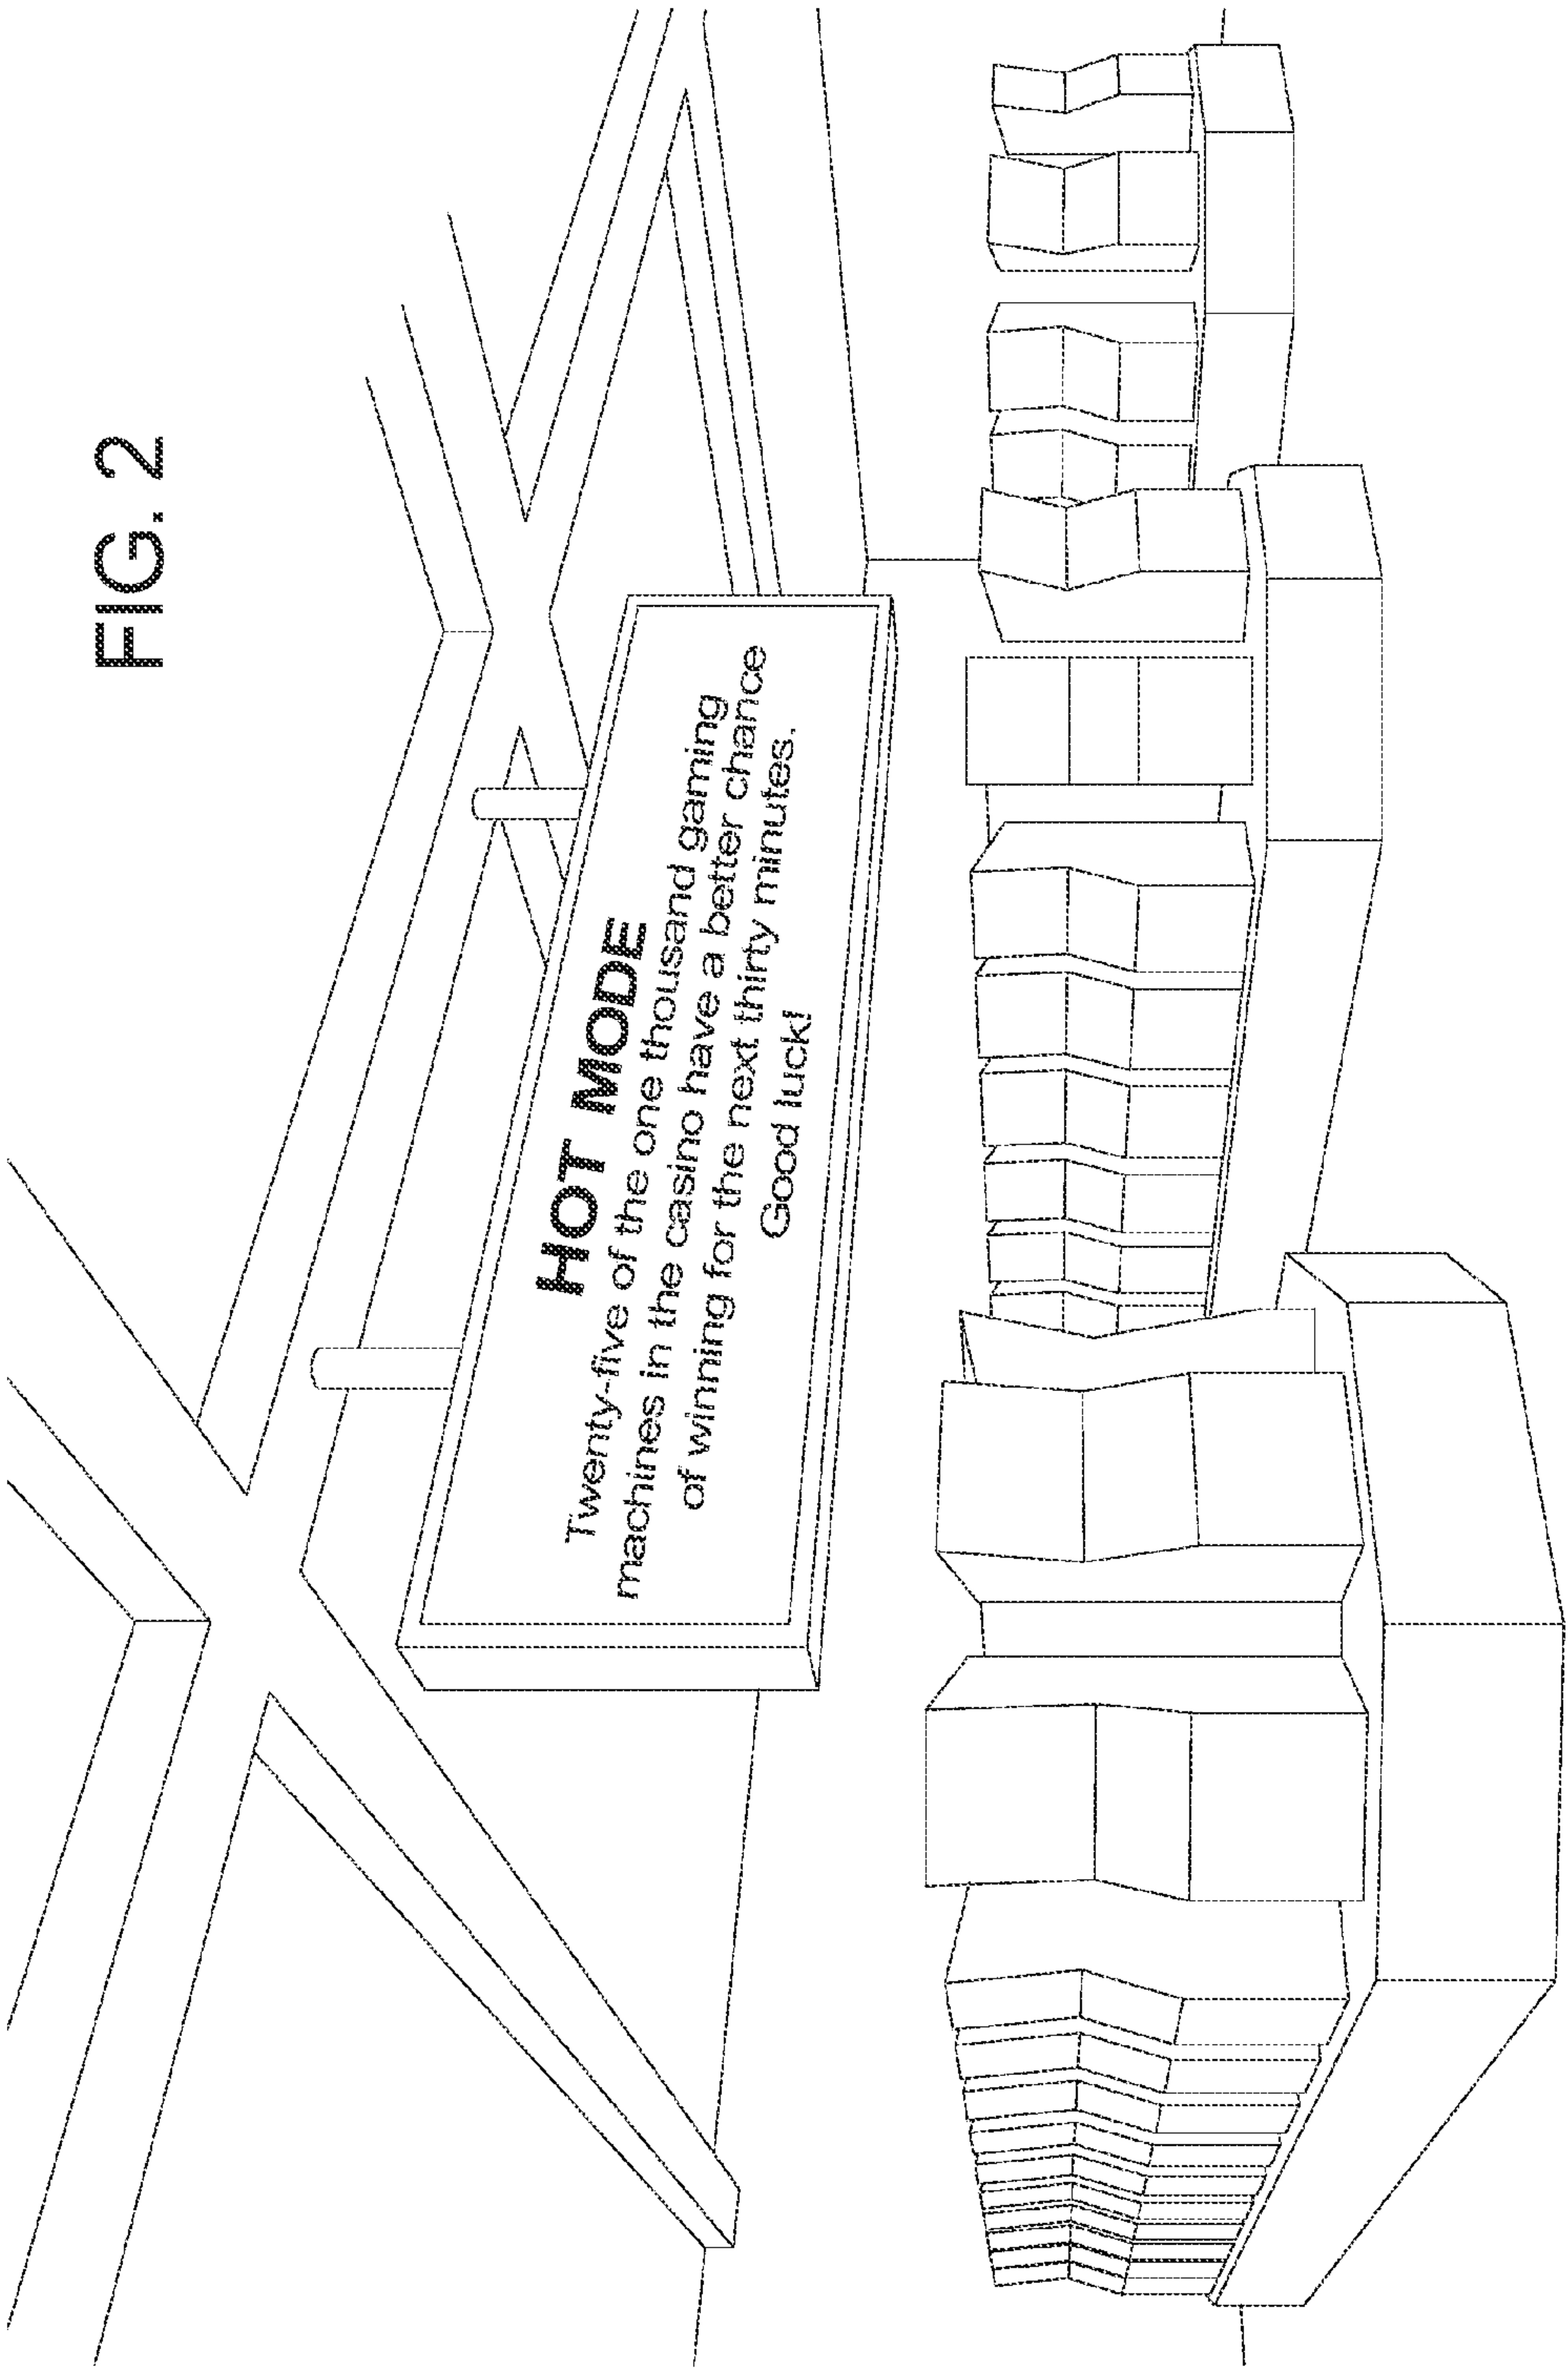 FIG. 2
HOT MODE
Twenty-five of the one thousand gaming
machines in the casino have a better chance
of winning for the next thirty minutes.
Good luck!